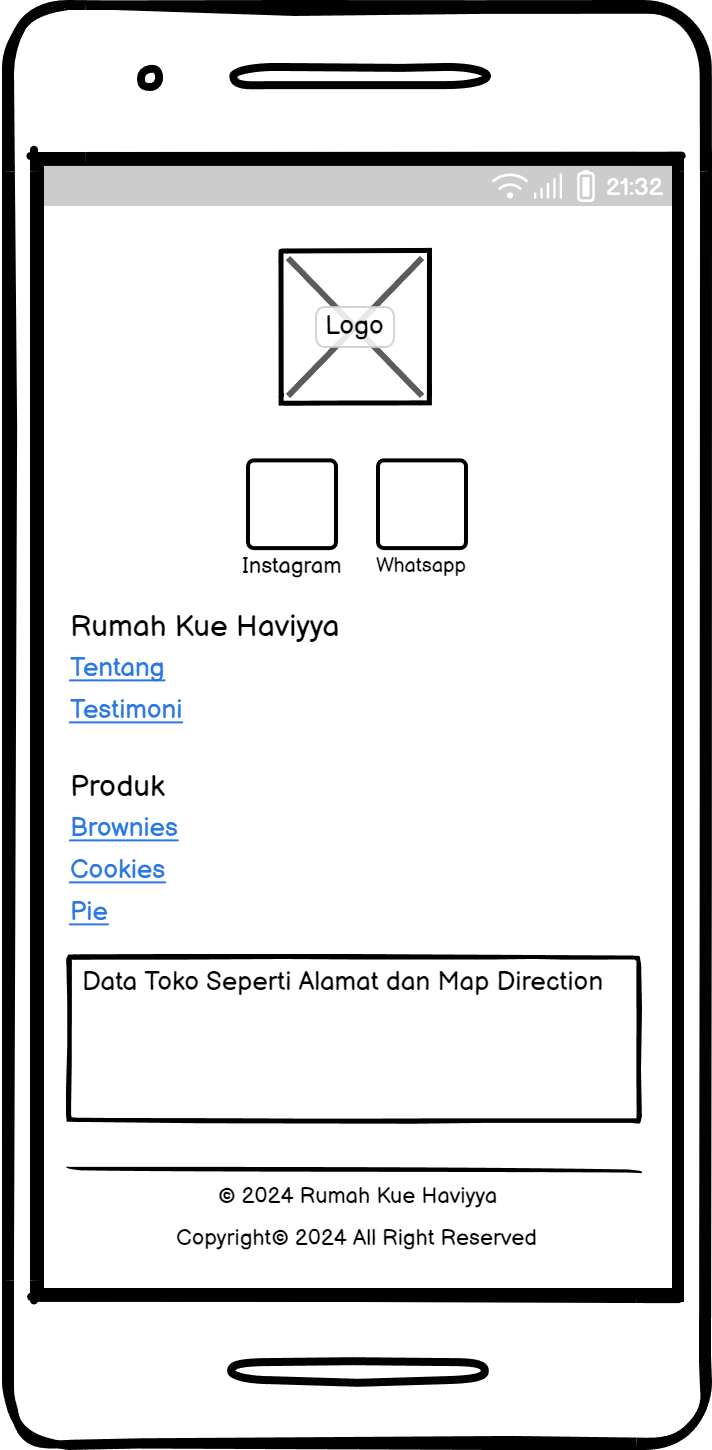 21:32
Logo
Instagram Whatsapp
Rumah Kue Haviyya
Tentang
Testimoni
Produk
Brownies
Cookies
Pie
Data Toko Seperti Alamat dan Map Direction
© 2024 Rumah Kue Haviyya
Copyright© 2024 All Right Reserved